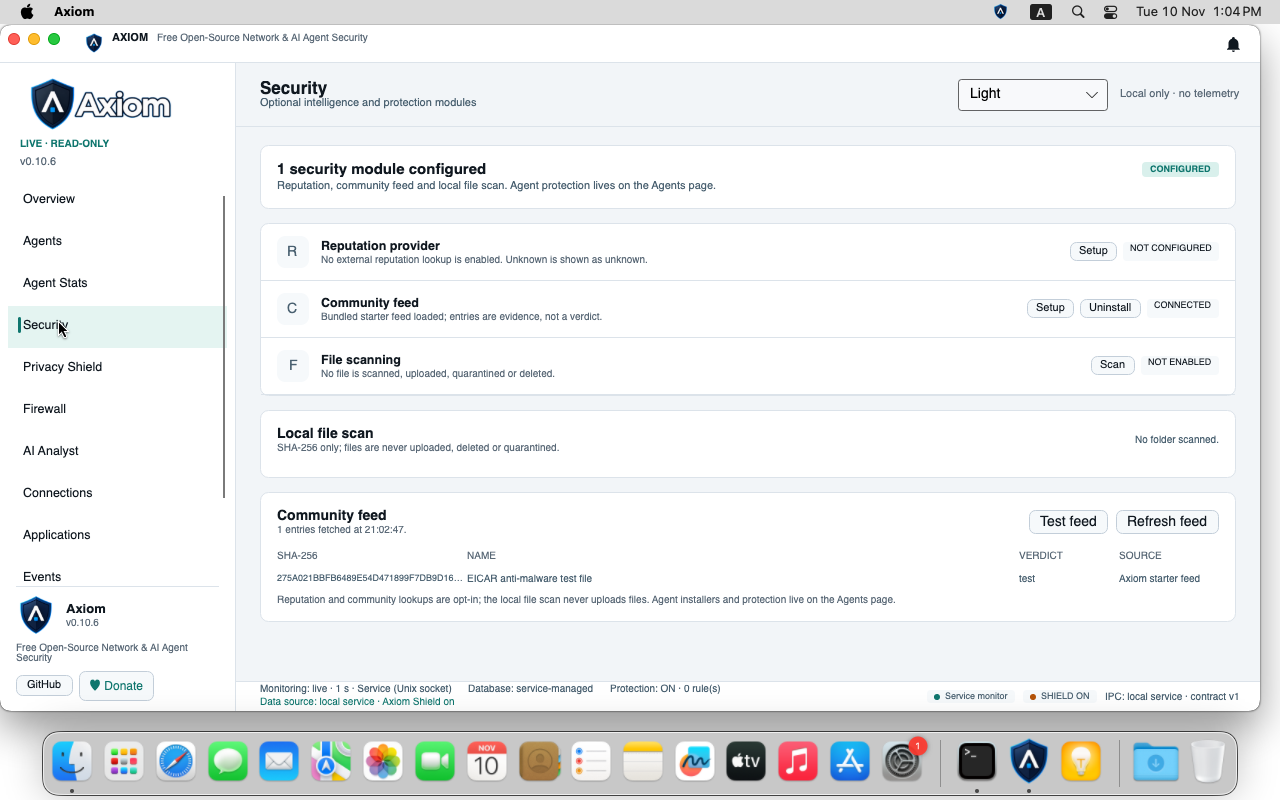 Axiom
A
Tue 10 Nov 1:04 PM
AXIOM Free Open-Source Network & AI Agent Security
Axiom
LIVE · READ-ONLY
v0.10.6
Overview
Agents
Agent Stats
Security
Privacy Shield
Firewall
AI Analyst
Connections
Applications
Events
Axiom
v0.10.6
Free Open-Source Network & AI Agent
Security
GitHub
Donate
Security
Optional intelligence and protection modules
Light
Local only · no telemetry
1 security module configured
Reputation, community feed and local file scan. Agent protection lives on the Agents page.
CONFIGURED
R
Reputation provider
No external reputation lookup is enabled. Unknown is shown as unknown.
Setup
NOT CONFIGURED
C
Community feed
Bundled starter feed loaded; entries are evidence, not a verdict.
Setup
Uninstall
CONNECTED
F
File scanning
No file is scanned, uploaded, quarantined or deleted.
Scan
NOT ENABLED
Local file scan
SHA-256 only; files are never uploaded, deleted or quarantined.
No folder scanned.
Community feed
1 entries fetched at 21:02:47.
Test feed
Refresh feed
SHA-256 NAME VERDICT SOURCE
275A021BBFB6489E54D471899F7DB9D16... EICAR anti-malware test file test Axiom starter feed
Reputation and community lookups are opt-in; the local file scan never uploads files. Agent installers and protection live on the Agents page.
Monitoring: live · 1 s · Service (Unix socket) Database: service-managed Protection: ON · 0 rule(s)
Data source: local service · Axiom Shield on
Service monitor
SHIELD ON
IPC: local service · contract v1
NOV
10
tv
1
>_